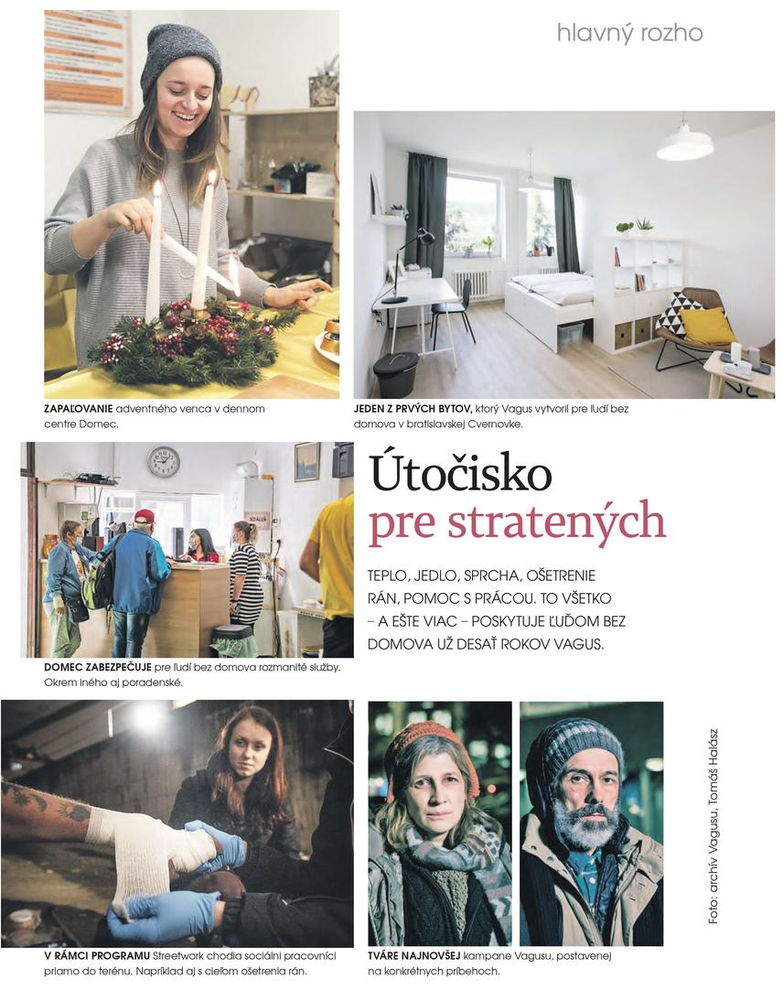 hlavný rozho
ZAPAĽOVANIE adventného venca v dennom
centre Domec.
JEDEN Z PRVÝCH BYTOV, ktorý Vagus vytvoril pre ľudí bez
domova v bratislavskej Cvernovke.
JEDÁLEŇ
Útočisko
pre stratených
TEPLO, JEDLO, SPRCHA, OŠETRENIE
RÁN, POMOC S PRÁCOU. TO VŠETKO
– A EŠTE VIAC – POSKYTUJE ĽUĎOM BEZ
DOMOVA UŽ DESAŤ ROKOV VAGUS.
DOMEC ZABEZPEČUJE pre ľudí bez domova rozmanité služby.
Okrem iného aj poradenské.
Foto: archív Vagusu, Tomáš Halász
V RÁMCI PROGRAMU Streetwork chodia sociálni pracovníci
priamo do terénu. Napríklad aj s cieľom ošetrenia rán.
TVÁRE NAJNOVŠEJ kampane Vagusu, postavenej
na konkrétnych príbehoch.